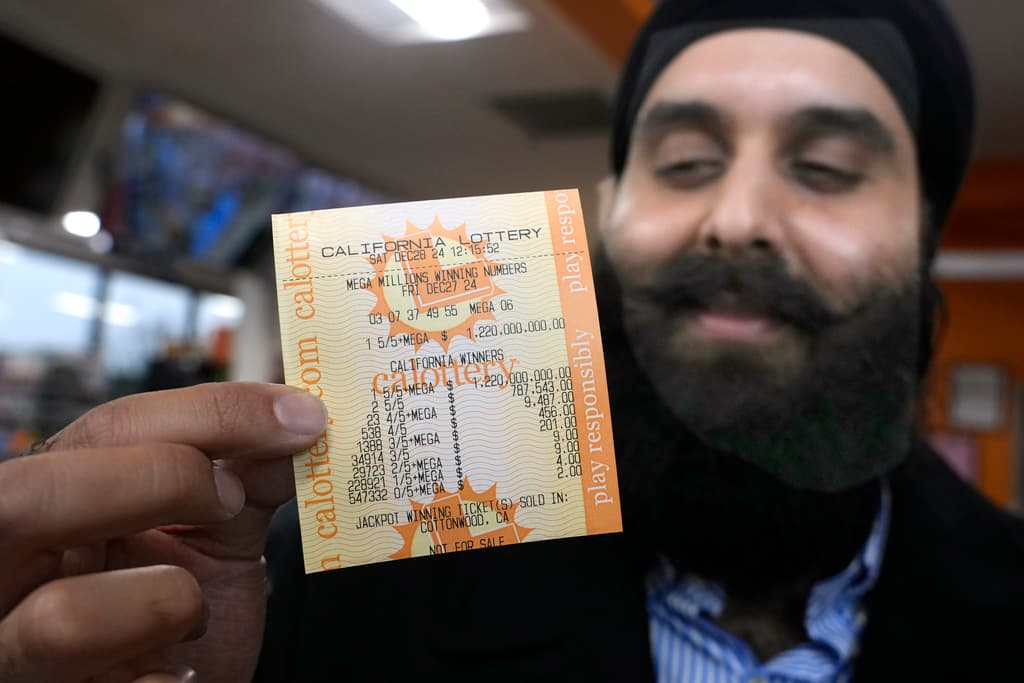 CALIFORNIA LOTTERY
SAT DEC28 24 12:15:52
MEGA MILLIONS WINNING NUMBERS
FRI DEC27 24
03 07 37 49 55 MEGA 06
1 5/5+MEGA $ 1,220,000,000.00
CALIFORNIA WINNERS
1 5/5+MEGA $ 1,220,000,000.00
2 5/5 $ 787,543.00
23 4/5+MEGA $ 9,497.00
538 4/5 $ 456.00
1388 3/5+MEGA $ 201.00
34914 3/5 $ 9.00
29723 2/5+MEGA $ 9.00
228921 1/5+MEGA $ 4.00
547332 0/5+MEGA $ 2.00
JACKPOT WINNING TICKET(S) SOLD IN:
COTTONWOOD, CA
NOT FOR SALE
calottery
calottery.com
calottery
play responsibly
play respo